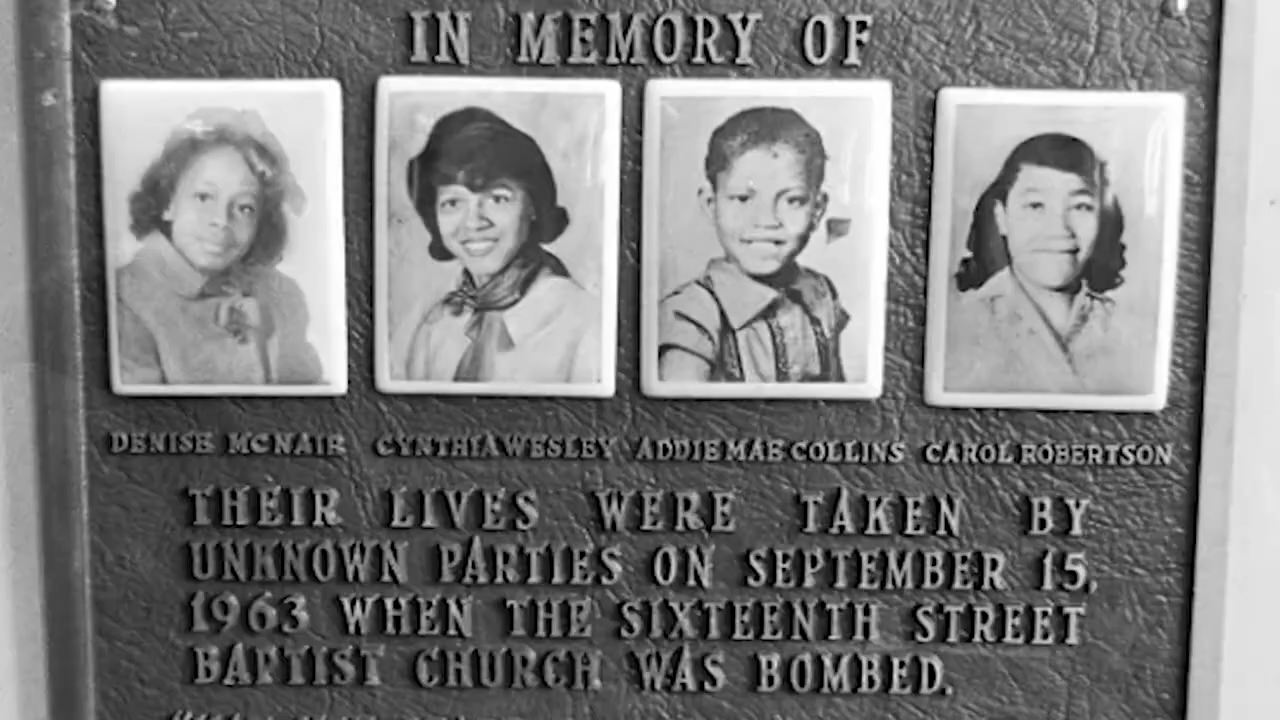 IN MEMORY OF
DENISE MCNAIR CYNTHIA WESLEY ADDIE MAE COLLINS CAROL ROBERTSON
THEIR LIVES WERE TAKEN BY
UNKNOWN PARTIES ON SEPTEMBER 15,
1963 WHEN THE SIXTEENTH STREET
BAPTIST CHURCH WAS BOMBED.